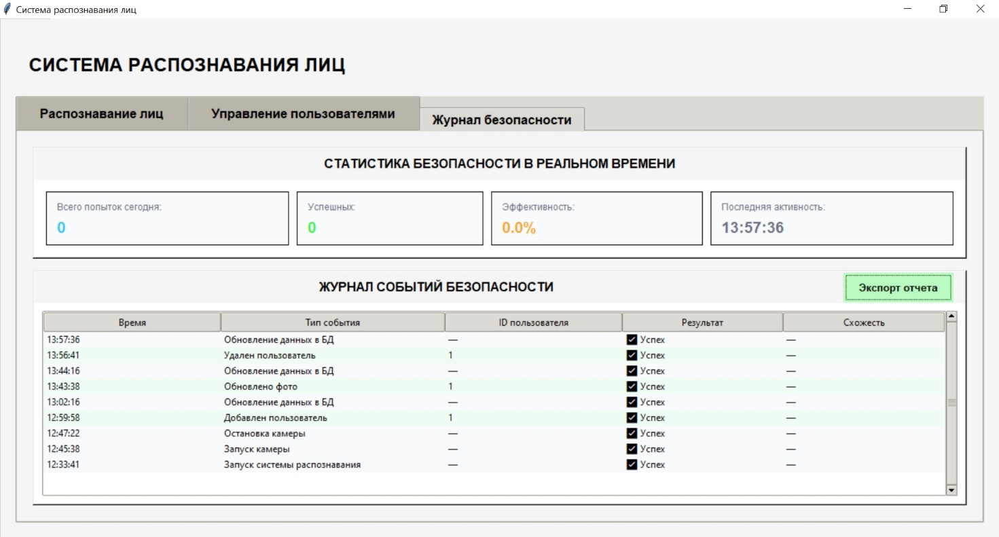 Система распознавания лиц
СИСТЕМА РАСПОЗНАВАНИЯ ЛИЦ
Распознавание лиц Управление пользователями Журнал безопасности
СТАТИСТИКА БЕЗОПАСНОСТИ В РЕАЛЬНОМ ВРЕМЕНИ
Всего попыток сегодня: Успешных: Эффективность: Последняя активность:
0 0 0.0% 13:57:36
ЖУРНАЛ СОБЫТИЙ БЕЗОПАСНОСТИ Экспорт отчета
Время Тип события ID пользователя Результат Схожесть
13:57:36 Обновление данных в БД — Успех —
13:56:41 Удален пользователь 1 Успех —
13:44:16 Обновление данных в БД — Успех —
13:43:38 Обновлено фото 1 Успех —
13:02:16 Обновление данных в БД — Успех —
12:59:58 Добавлен пользователь 1 Успех —
12:47:22 Остановка камеры — Успех —
12:45:38 Запуск камеры — Успех —
12:33:41 Запуск системы распознавания — Успех —